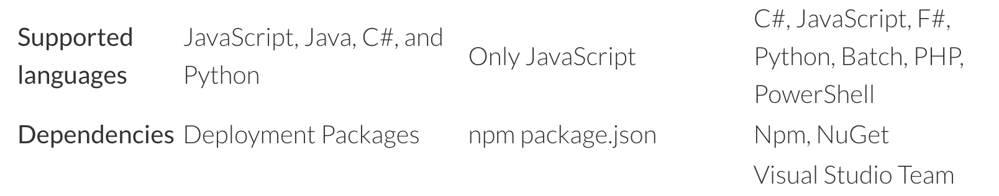 Supported
languages
JavaScript, Java, C#, and
Python
Only JavaScript
C#, JavaScript, F#,
Python, Batch, PHP,
PowerShell
Dependencies
Deployment Packages
npm package.json
Npm, NuGet
Visual Studio Team